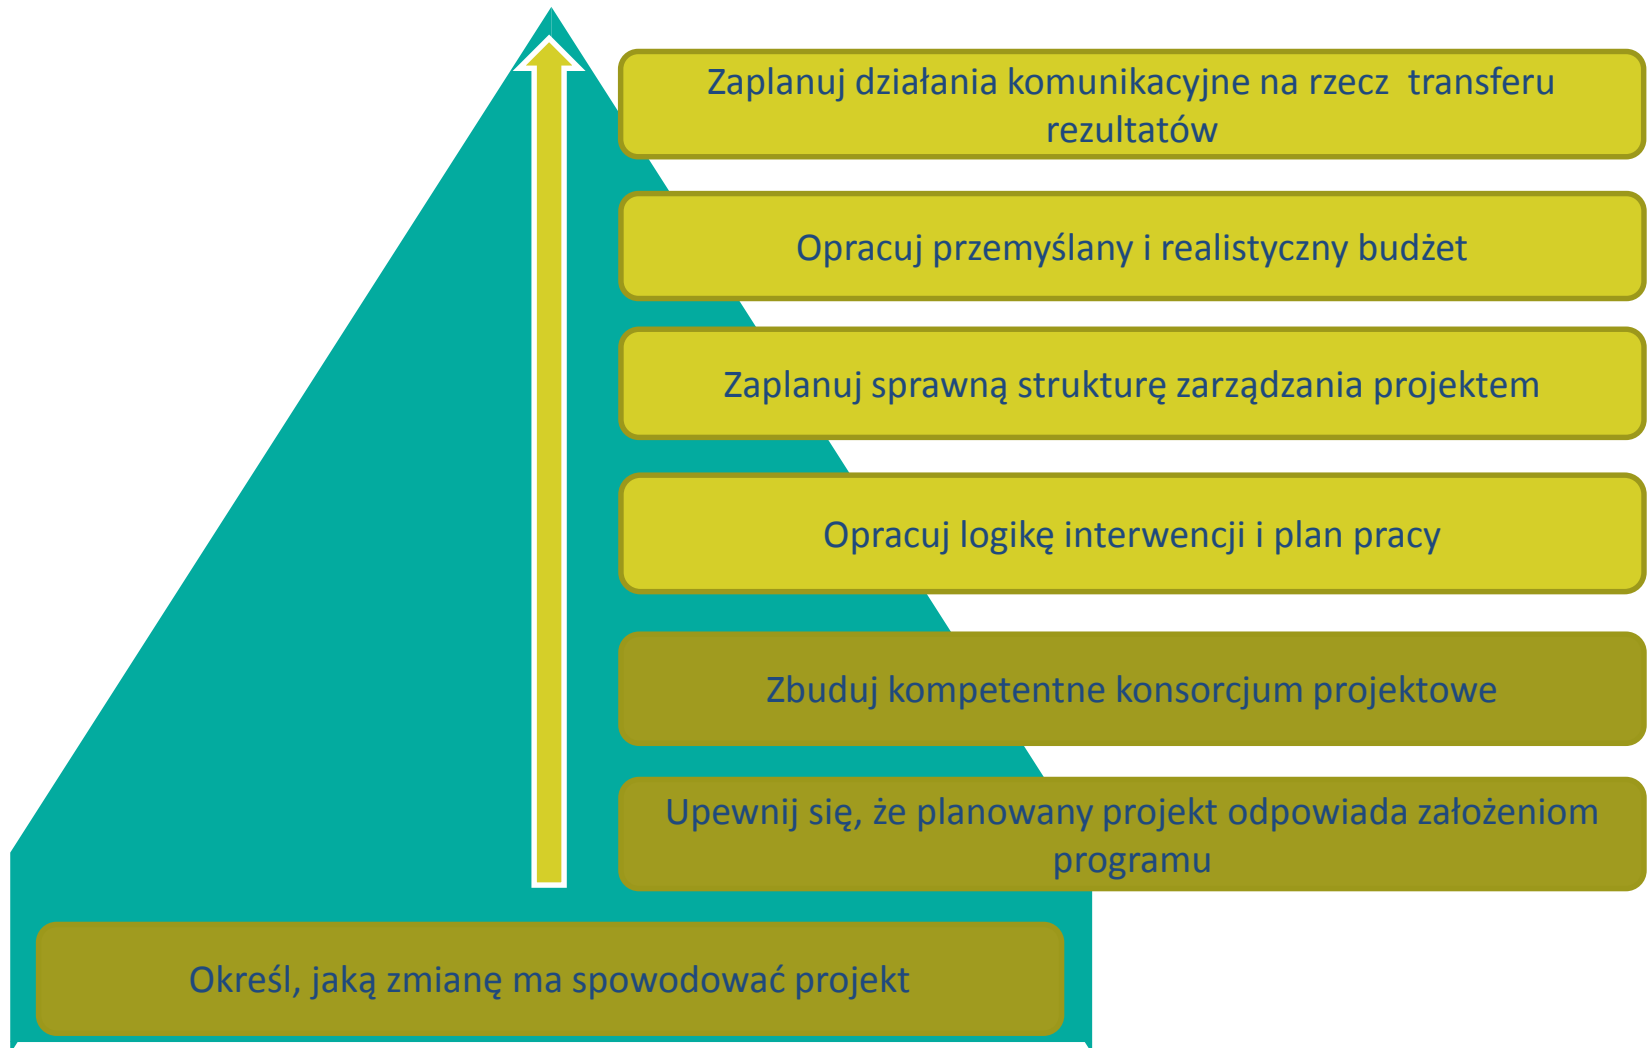 Zaplanuj działania komunikacyjne na rzecz  transferu
rezultatów
Opracuj przemyślany i realistyczny budżet
Zaplanuj sprawną strukturę zarządzania projektem
Opracuj logikę interwencji i plan pracy
Zbuduj kompetentne konsorcjum projektowe
Upewnij się, że planowany projekt odpowiada założeniom
programu
Określ, jaką zmianę ma spowodować projekt